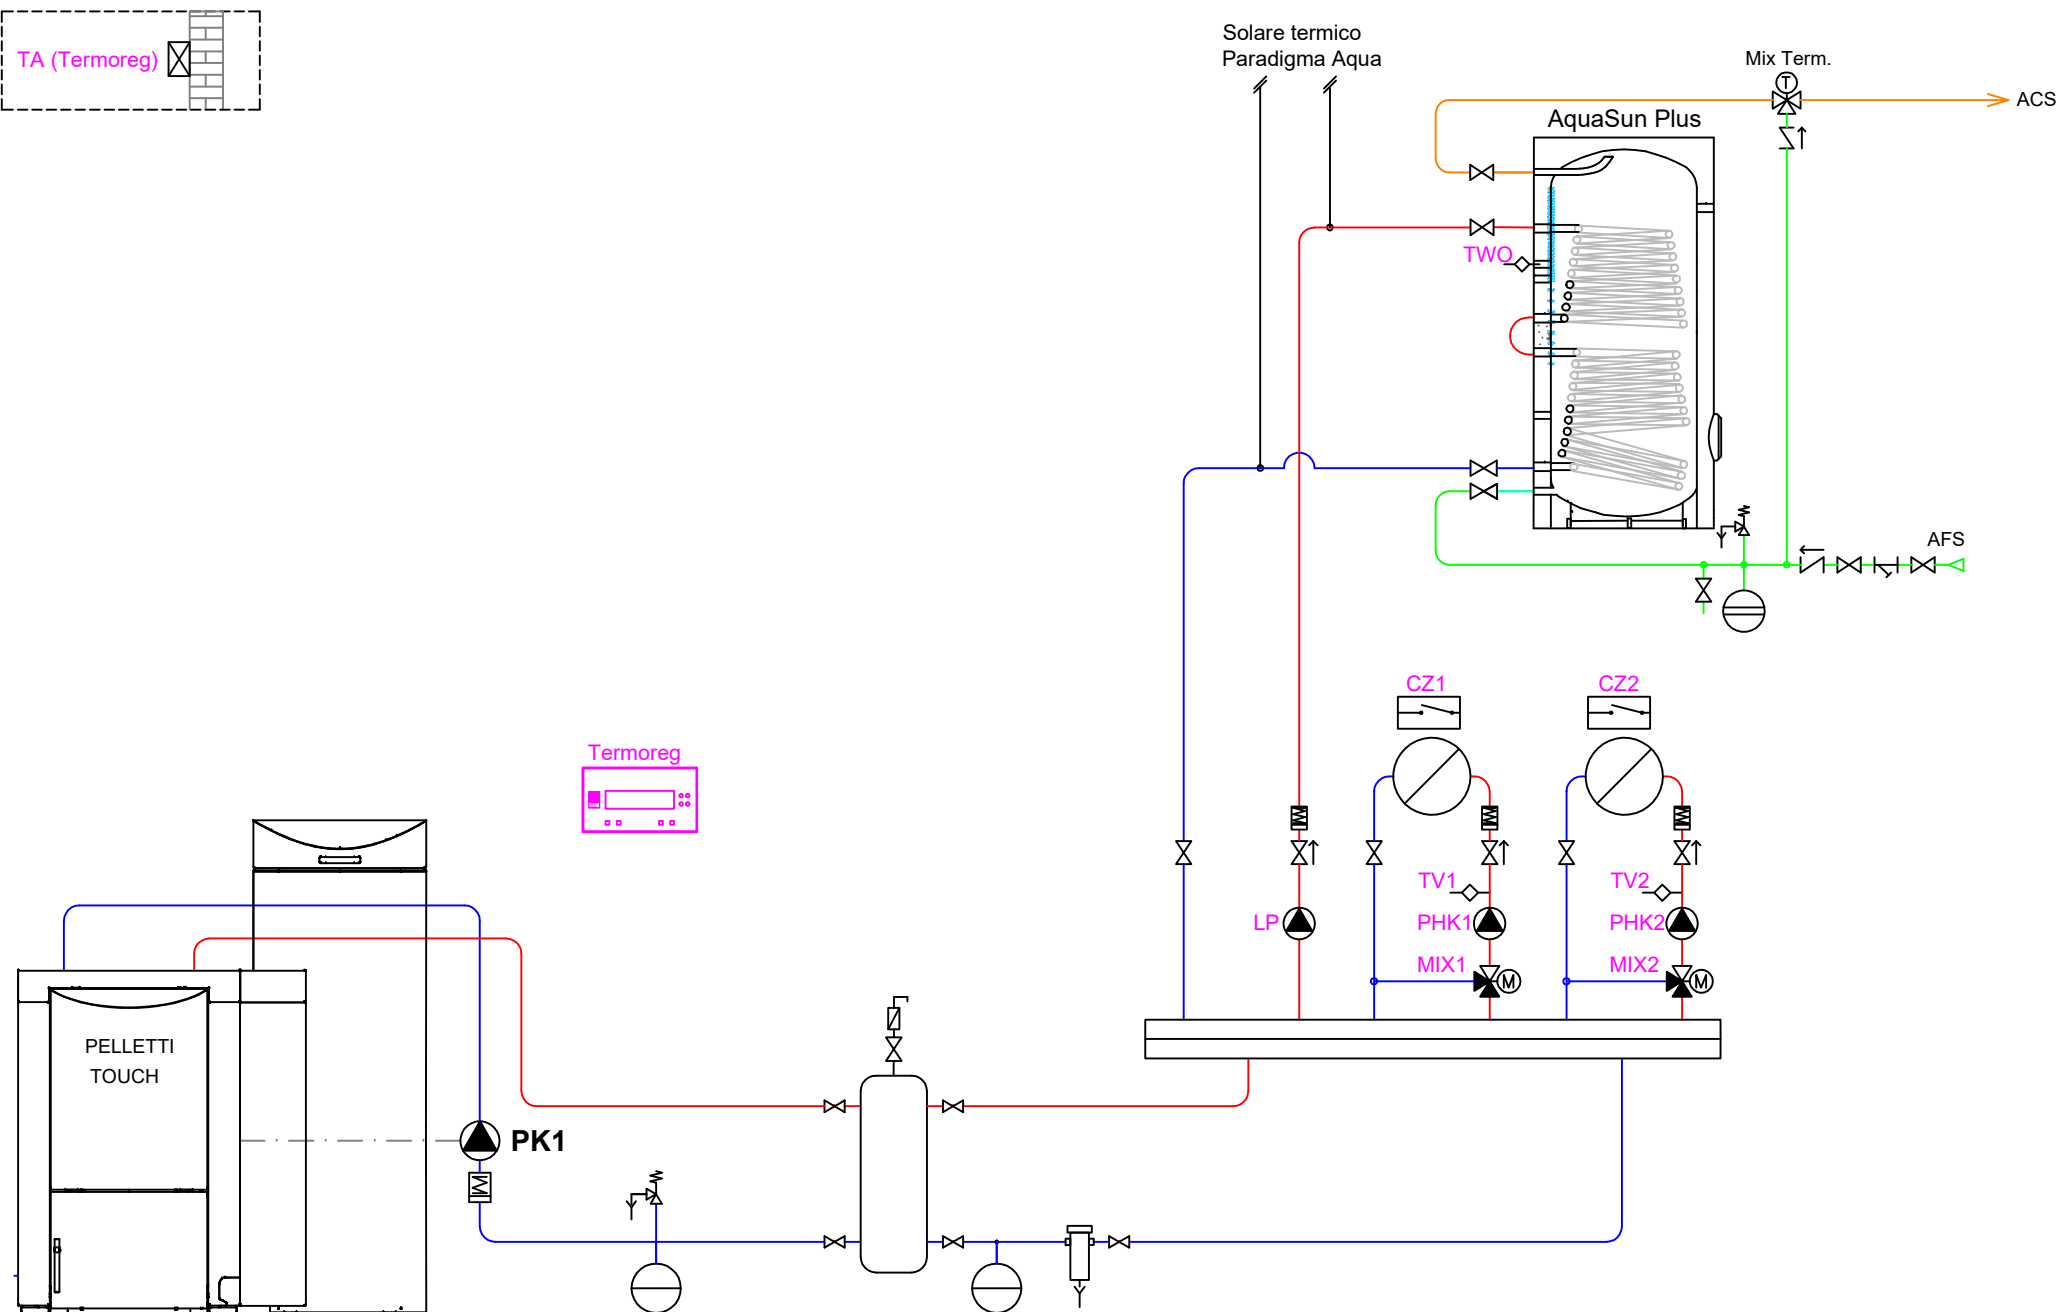 TA (Termoreg)
Solare termico
Paradigma Aqua
Mix Term.
T
ACS
AquaSun Plus
TWO
AFS
CZ1
CZ2
Termoreg
TV1
TV2
LP
PHK1
PHK2
MIX1
M
MIX2
M
PELLETTI
TOUCH
PK1